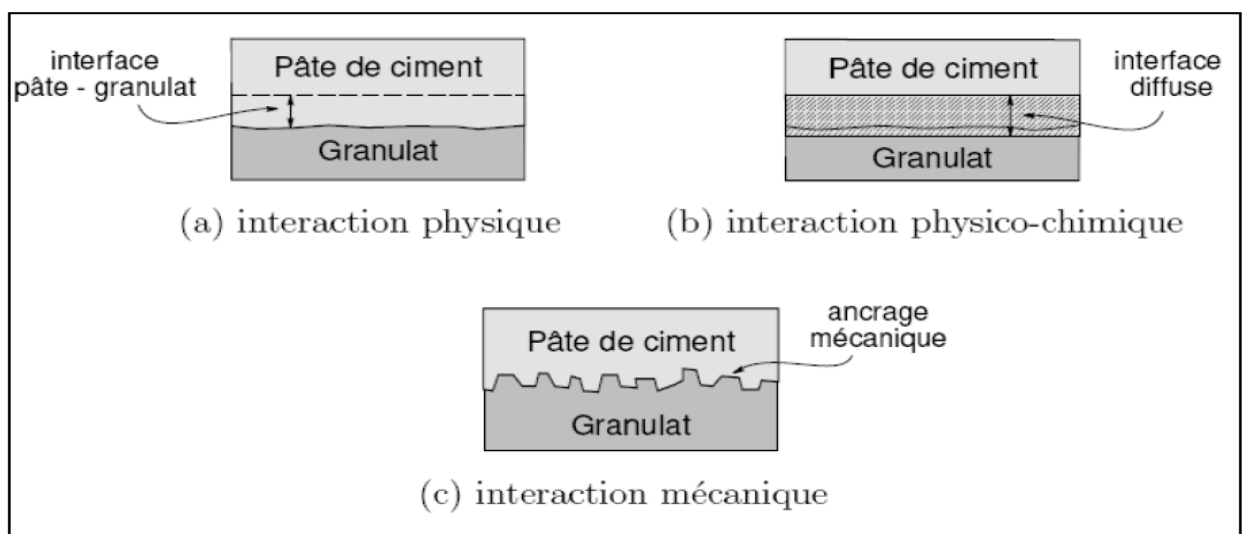 interface
pâte - granulat
Pâte de ciment
Granulat
(a) interaction physique
Pâte de ciment
interface
diffuse
Granulat
(b) interaction physico-chimique
Pâte de ciment
ancrage
mécanique
Granulat
(c) interaction mécanique